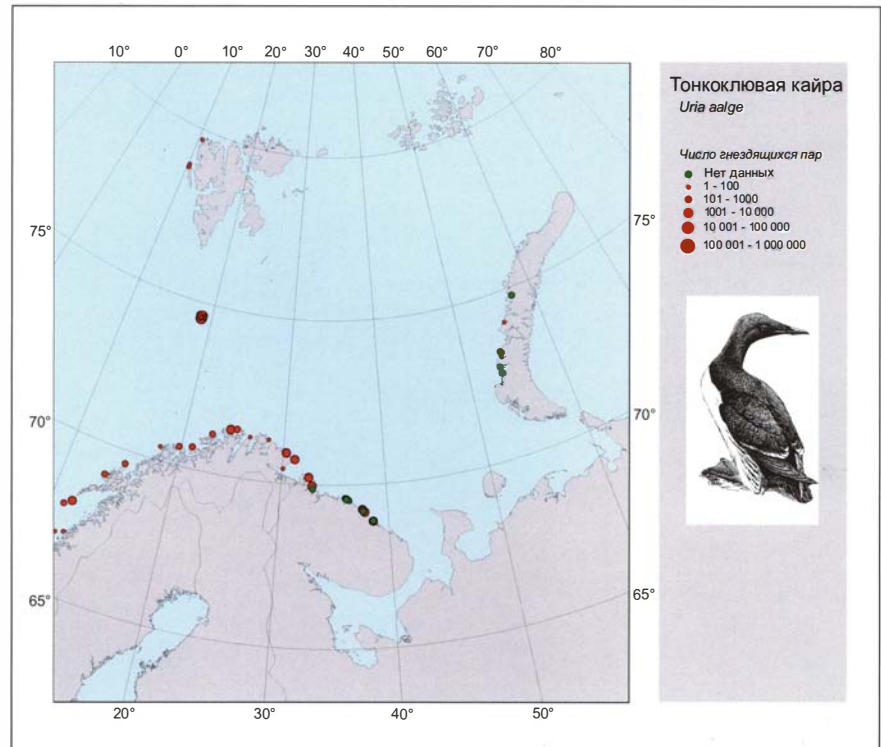 10° 0° 10° 20° 30° 40° 50° 60° 70° 80°
Тонкоклювая кайра
Uria aalge
Число гнездящихся пар
Нет данных
1 - 100
101 - 1000
1001 - 10 000
10 001 - 100 000
100 001 - 1 000 000
75° 75°
70° 70°
65° 65°
20° 30° 40° 50°